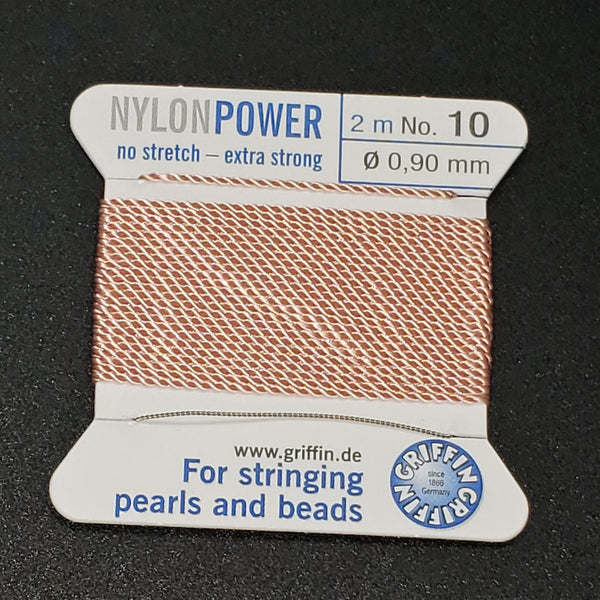 NYLONPOWER
no stretch – extra strong
2 m No. 10
Ø 0,90 mm
www.griffin.de
For stringing
pearls and beads
GRIFFIN
since
1866
Germany
GRIFFIN